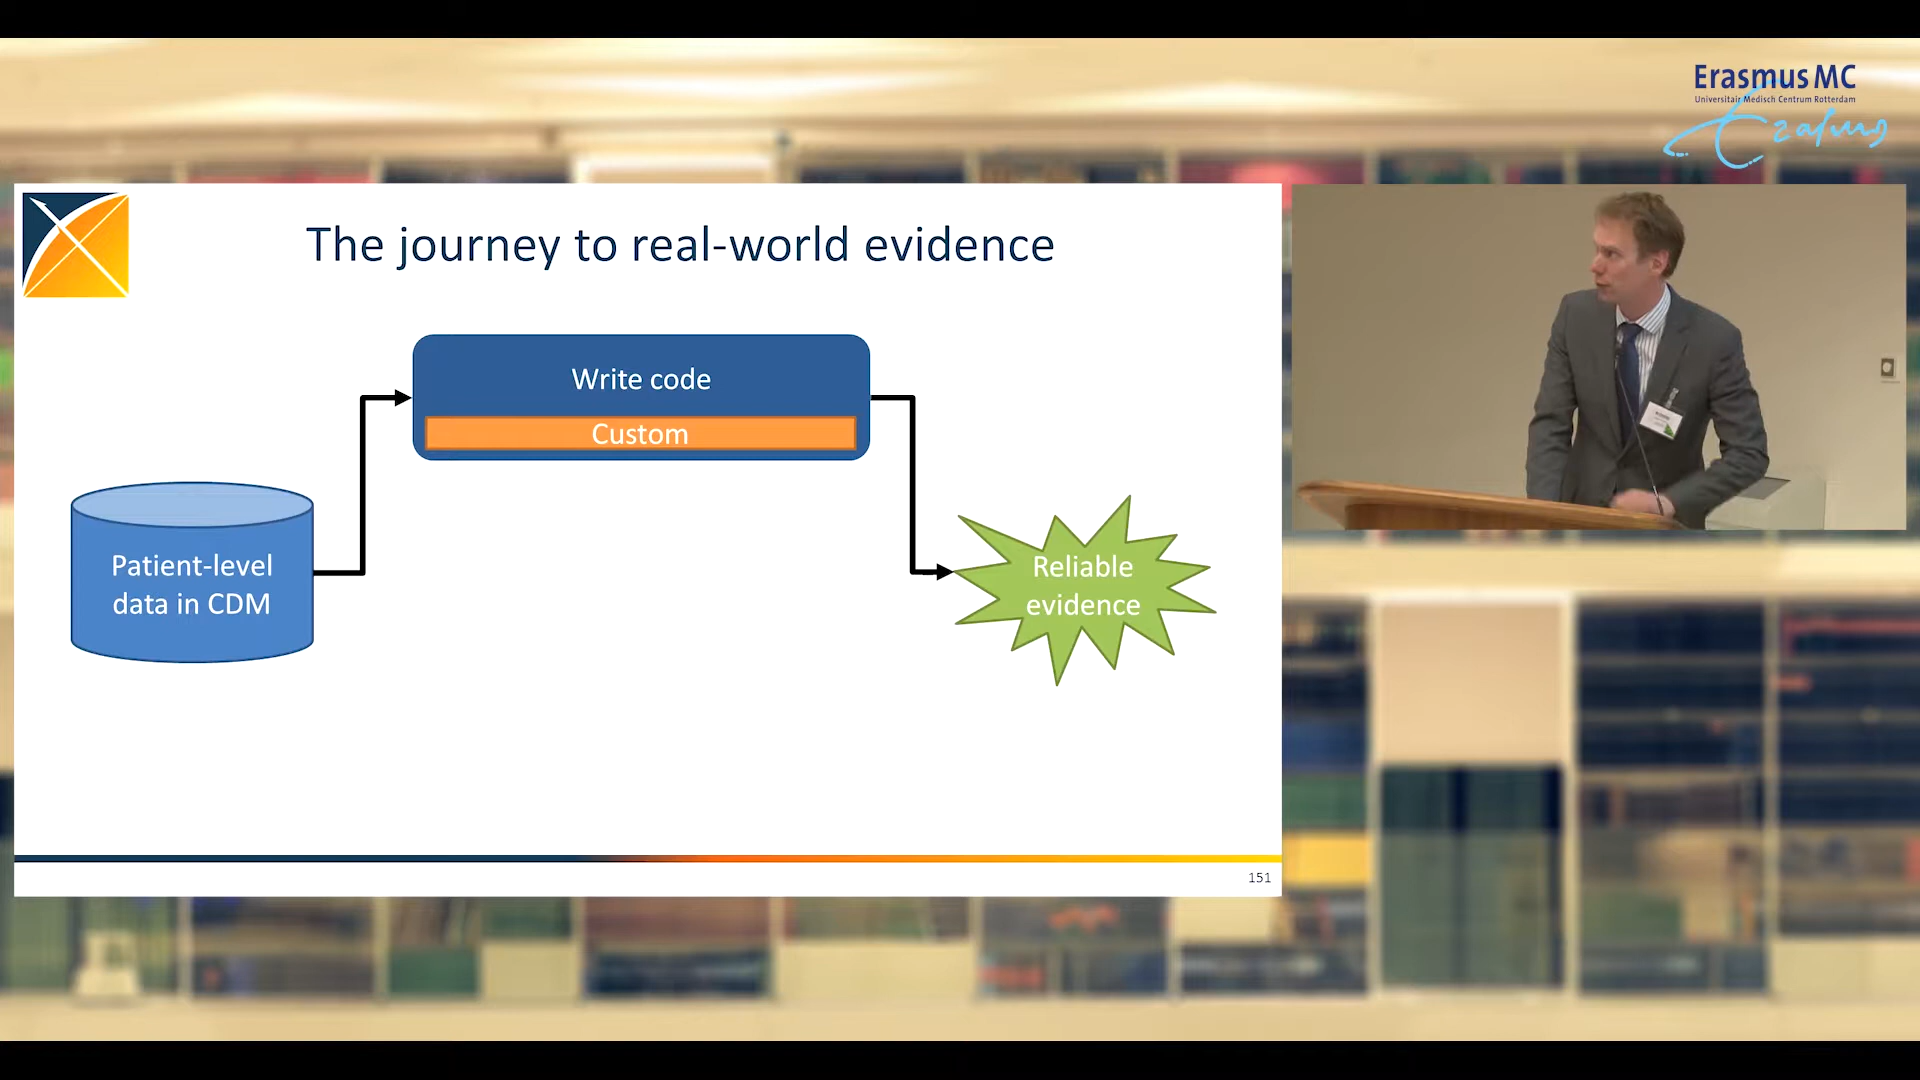 Erasmus MC
Universitair Medisch Centrum Rotterdam
Erasmus
The journey to real-world evidence
Write code
Custom
Patient-level
data in CDM
Reliable
evidence
151